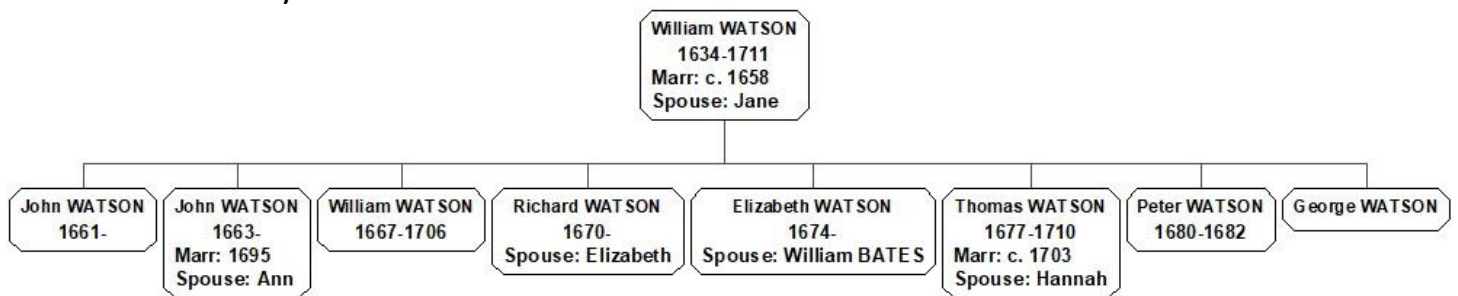 William WATSON
1634-1711
Marr: c. 1658
Spouse: Jane
John WATSON
1661-
John WATSON
1663-
Marr: 1695
Spouse: Ann
William WATSON
1667-1706
Richard WATSON
1670-
Spouse: Elizabeth
Elizabeth WATSON
1674-
Spouse: William BATES
Thomas WATSON
1677-1710
Marr: c. 1703
Spouse: Hannah
Peter WATSON
1680-1682
George WATSON